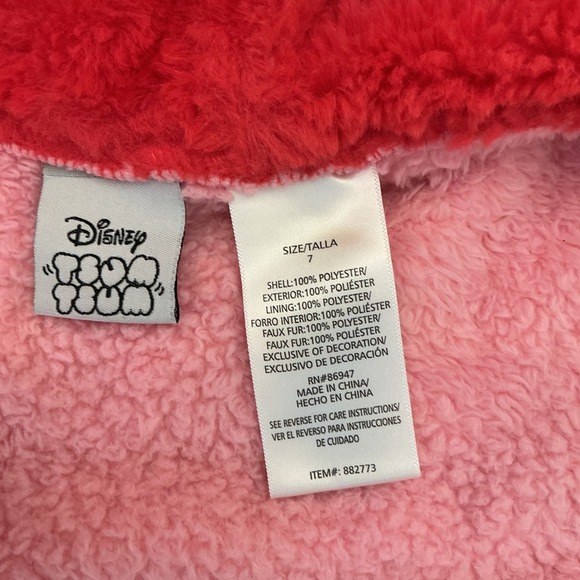 Disney
TSUM
TSUM
SIZE/TALLA
7
SHELL:100% POLYESTER/
EXTERIOR:100% POLIÉSTER
LINING:100% POLYESTER/
FORRO INTERIOR:100% POLIÉSTER
FAUX FUR:100% POLYESTER/
FAUX FUR:100% POLIÉSTER
EXCLUSIVE OF DECORATION/
EXCLUSIVO DE DECORACIÓN
RN#86947
MADE IN CHINA/
HECHO EN CHINA
SEE REVERSE FOR CARE INSTRUCTIONS/
VER EL REVERSO PARA INSTRUCCIONES
DE CUIDADO
ITEM#: 882773